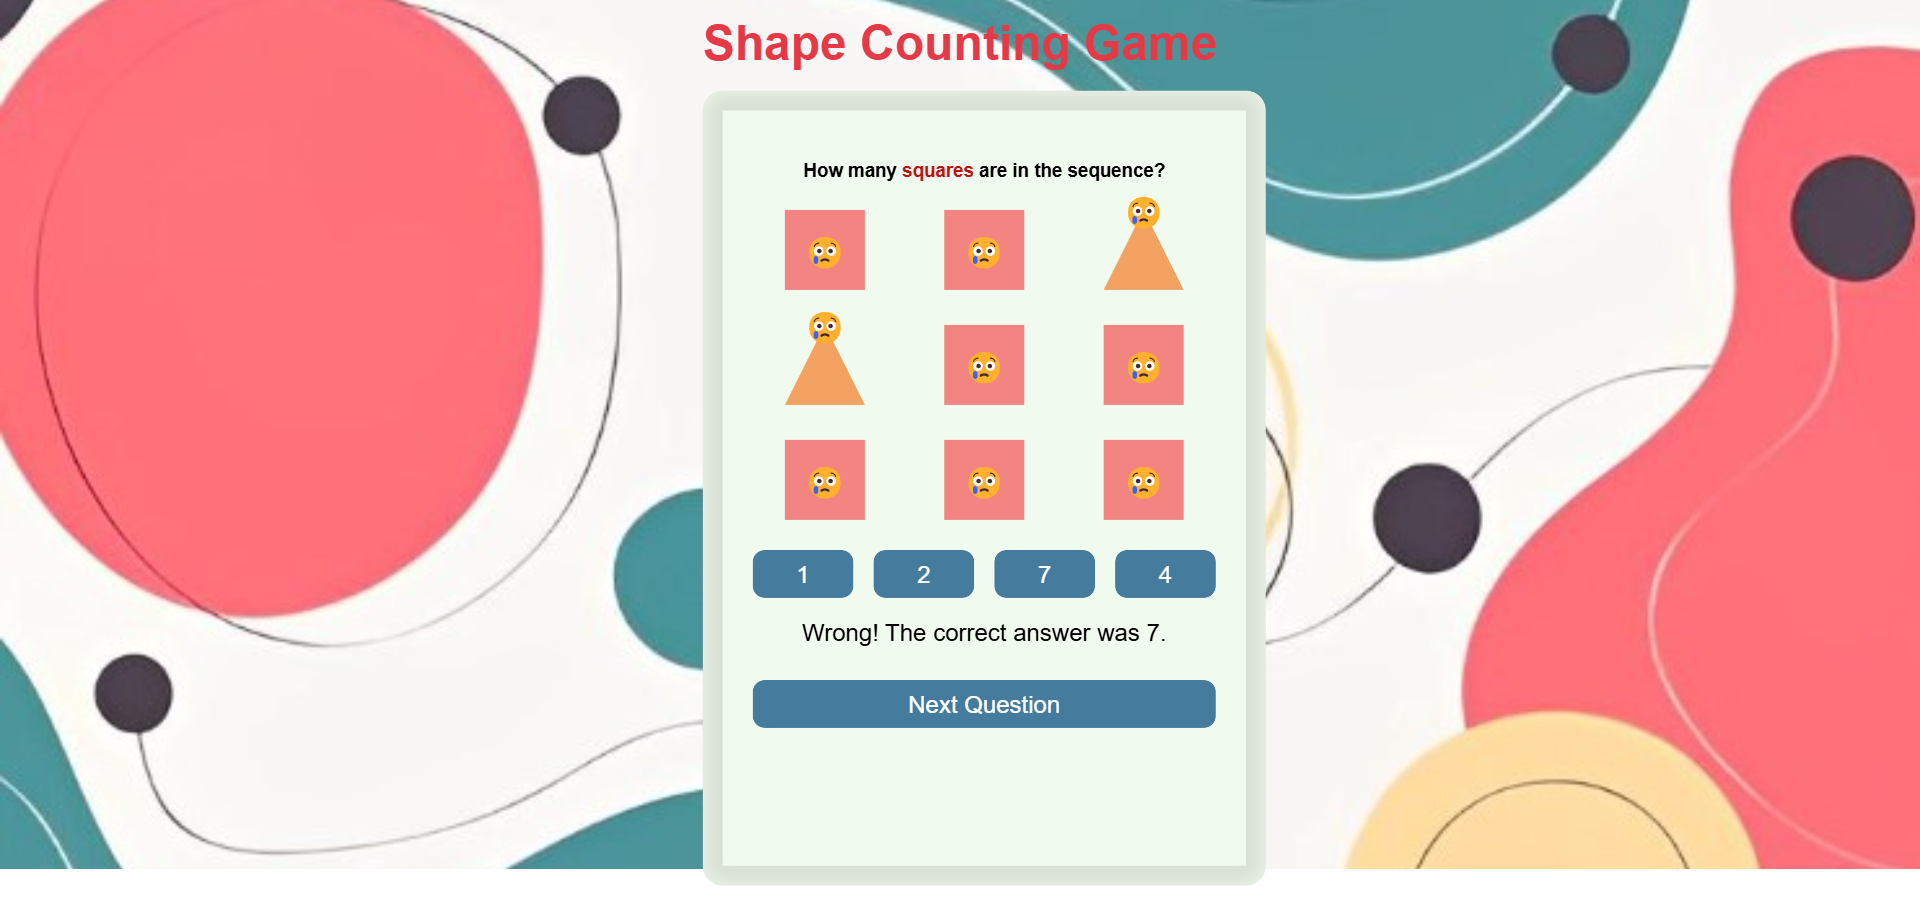 Shape Counting Game
How many squares are in the sequence?
1 2 7 4
Wrong! The correct answer was 7.
Next Question